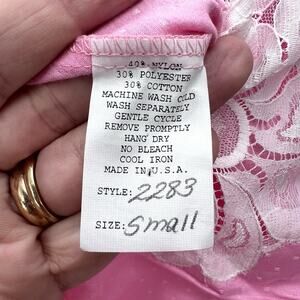 40% NYLON
30% POLYESTER
30% COTTON
MACHINE WASH COLD
WASH SEPARATELY
GENTLE CYCLE
REMOVE PROMPTLY
HANG DRY
NO BLEACH
COOL IRON
MADE IN U.S.A.
STYLE: 2283
SIZE: Small